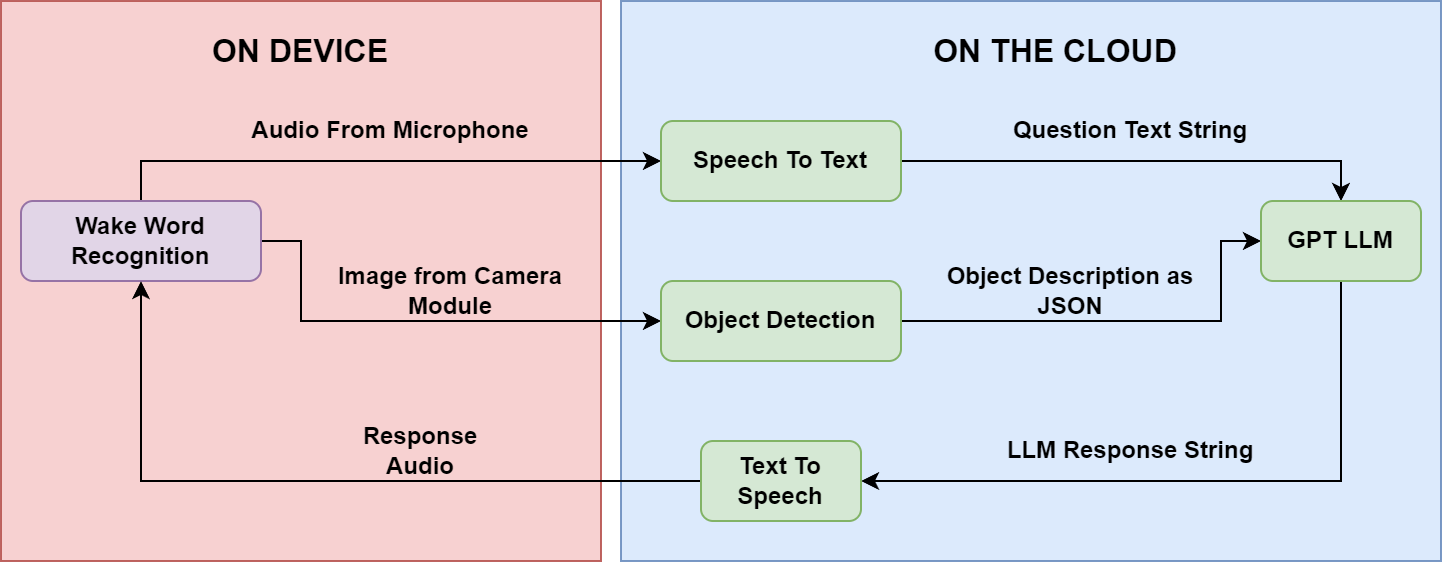 ON DEVICE
ON THE CLOUD
Audio From Microphone
Speech To Text
Question Text String
Wake Word
Recognition
GPT LLM
Image from Camera
Module
Object Detection
Object Description as
JSON
Response
Audio
Text To
Speech
LLM Response String